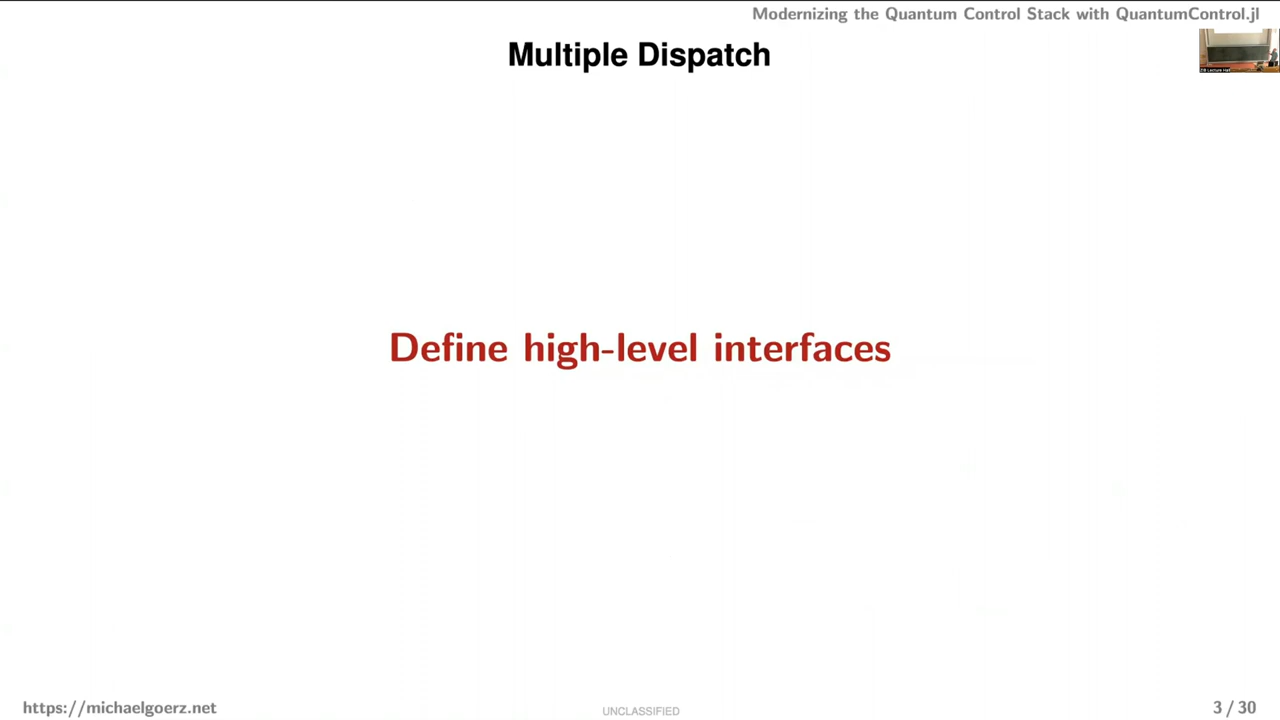 Modernizing the Quantum Control Stack with QuantumControl.jl
Multiple Dispatch
Define high-level interfaces
https://michaelgoerz.net
UNCLASSIFIED
3 / 30